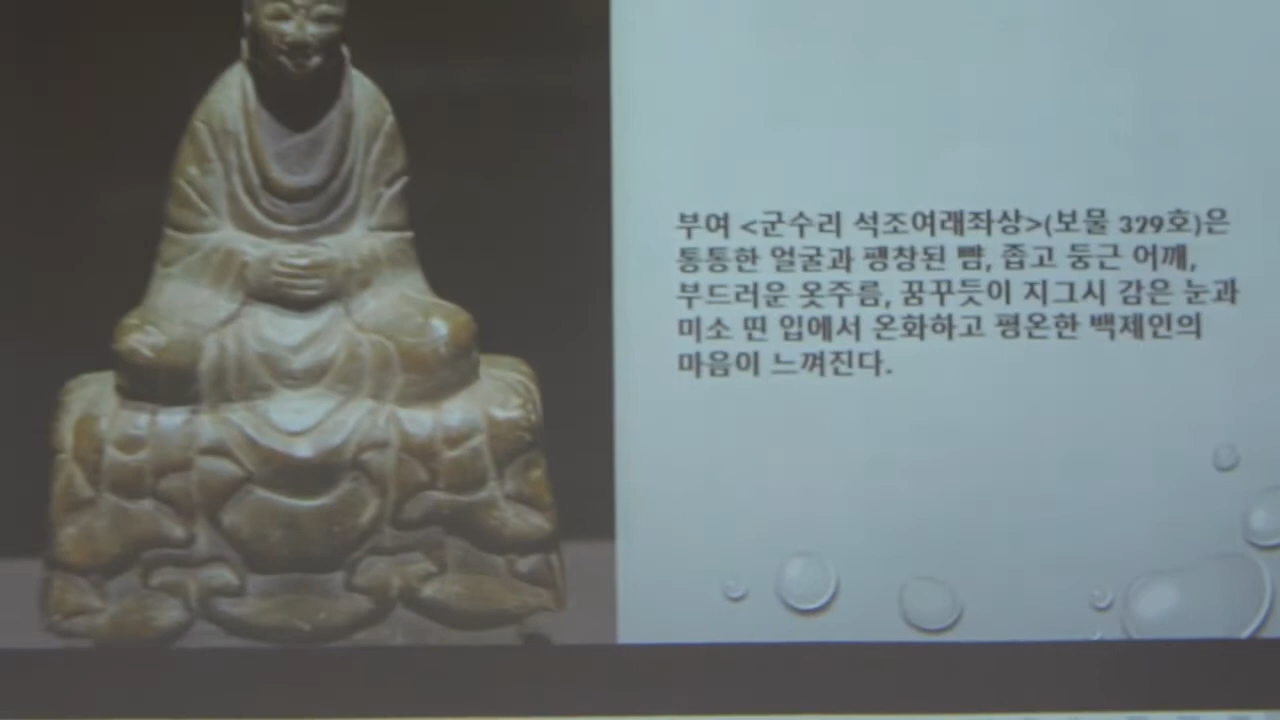 부여 <군수리 석조여래좌상>(보물 329호)은
통통한 얼굴과 팽창된 뺨, 좁고 둥근 어깨,
부드러운 옷주름, 꿈꾸듯이 지그시 감은 눈과
미소 띤 입에서 온화하고 평온한 백제인의
마음이 느껴진다.